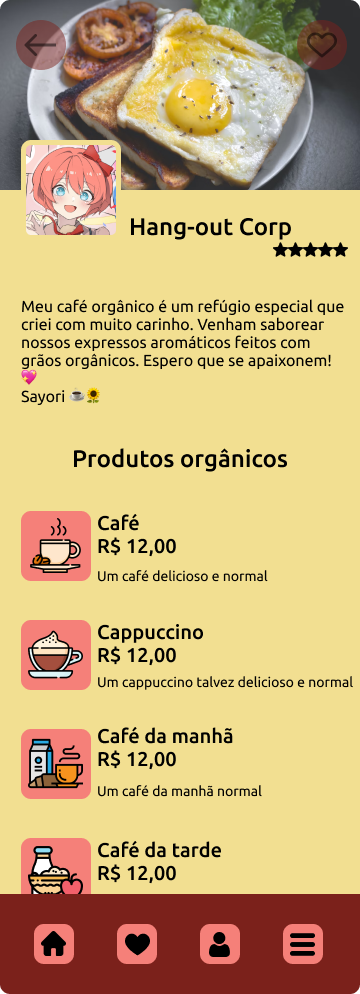 Hang-out Corp
Meu café orgânico é um refúgio especial que
criei com muito carinho. Venham saborear
nossos expressos aromáticos feitos com
grãos orgânicos. Espero que se apaixonem!
💖
Sayori ☕🌻
Produtos orgânicos
Café
R$ 12,00
Um café delicioso e normal
Cappuccino
R$ 12,00
Um cappuccino talvez delicioso e normal
Café da manhã
R$ 12,00
Um café da manhã normal
Café da tarde
R$ 12,00